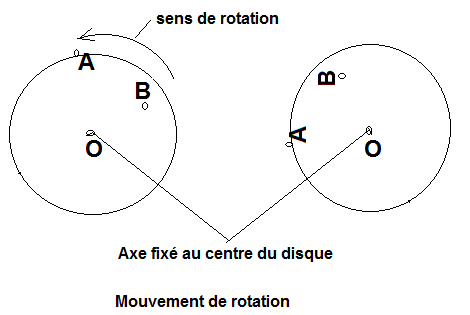 sens de rotation
A
B
O
B
A
O
Axe fixé au centre du disque
Mouvement de rotation